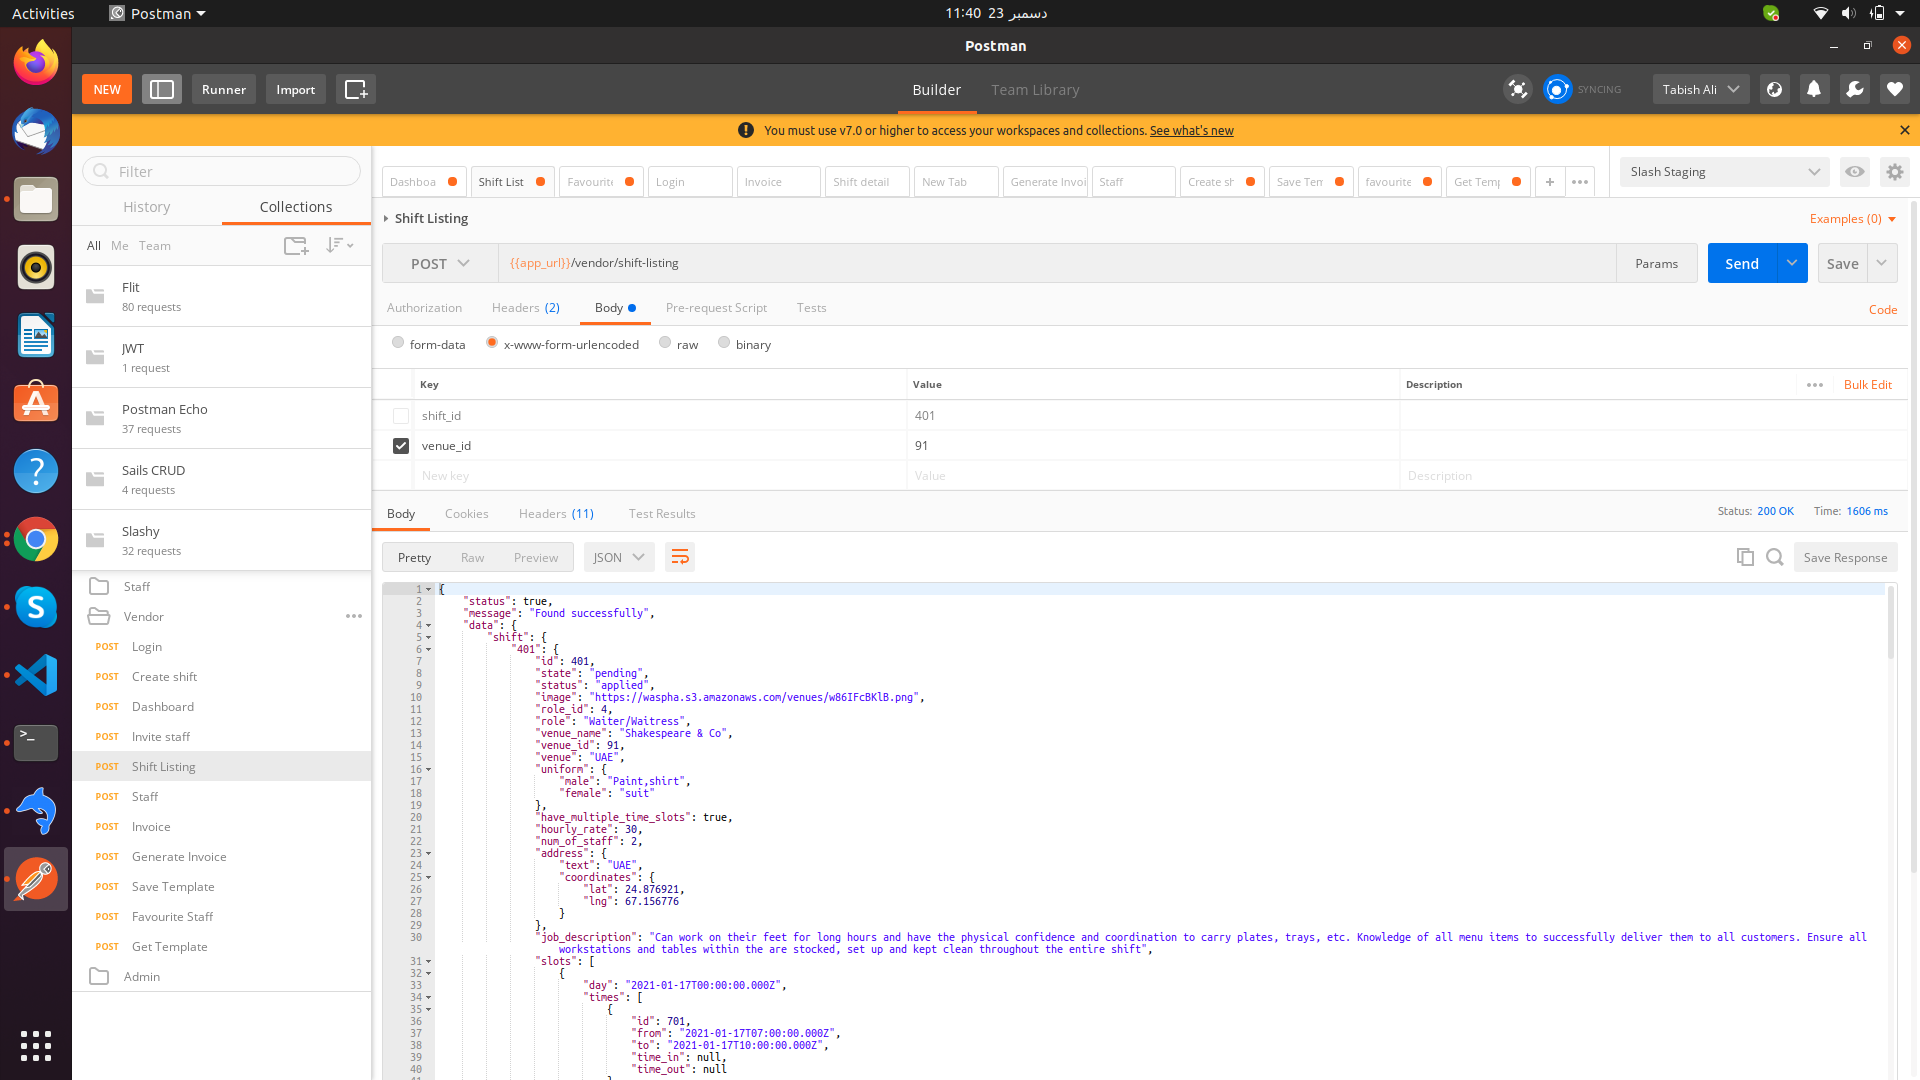 Activities
Postman
11:40 23 دسمبر
Postman
NEW
Runner
Import
Builder
Team Library
SYNCING
Tabish Ali
You must use v7.0 or higher to access your workspaces and collections. See what's new
Filter
History
Collections
All Me Team
Flit
80 requests
JWT
1 request
Postman Echo
37 requests
Sails CRUD
4 requests
Slashy
32 requests
Staff
Vendor
POST Login
POST Create shift
POST Dashboard
POST Invite staff
POST Shift Listing
POST Staff
POST Invoice
POST Generate Invoice
POST Save Template
POST Favourite Staff
POST Get Template
Admin
Dashboa
Shift List
Favourite
Login
Invoice
Shift detail
New Tab
Generate Invoi
Staff
Create sh
Save Tem
favourite
Get Temp
Slash Staging
Shift Listing
Examples (0)
POST
{{app_url}}/vendor/shift-listing
Params
Send
Save
Authorization
Headers (2)
Body
Pre-request Script
Tests
Code
form-data
x-www-form-urlencoded
raw
binary
Key Value Description Bulk Edit
shift_id 401
venue_id 91
New key Value Description
Body
Cookies
Headers (11)
Test Results
Status: 200 OK Time: 1606 ms
Pretty Raw Preview JSON Save Response
1 {
2 "status": true,
3 "message": "Found successfully",
4 "data": {
5 "shift": {
6 "401": {
7 "id": 401,
8 "state": "pending",
9 "status": "applied",
10 "image": "https://waspha.s3.amazonaws.com/venues/w86IFcBKlB.png",
11 "role_id": 4,
12 "role": "Waiter/Waitress",
13 "venue_name": "Shakespeare & Co",
14 "venue_id": 91,
15 "venue": "UAE",
16 "uniform": {
17 "male": "Paint,shirt",
18 "female": "suit"
19 },
20 "have_multiple_time_slots": true,
21 "hourly_rate": 30,
22 "num_of_staff": 2,
23 "address": {
24 "text": "UAE",
25 "coordinates": {
26 "lat": 24.876921,
27 "lng": 67.156776
28 }
29 },
30 "job_description": "Can work on their feet for long hours and have the physical confidence and coordination to carry plates, trays, etc. Knowledge of all menu items to successfully deliver them to all customers. Ensure all
workstations and tables within the are stocked, set up and kept clean throughout the entire shift",
31 "slots": [
32 {
33 "day": "2021-01-17T00:00:00.000Z",
34 "times": [
35 {
36 "id": 701,
37 "from": "2021-01-17T07:00:00.000Z",
38 "to": "2021-01-17T10:00:00.000Z",
39 "time_in": null,
40 "time_out": null